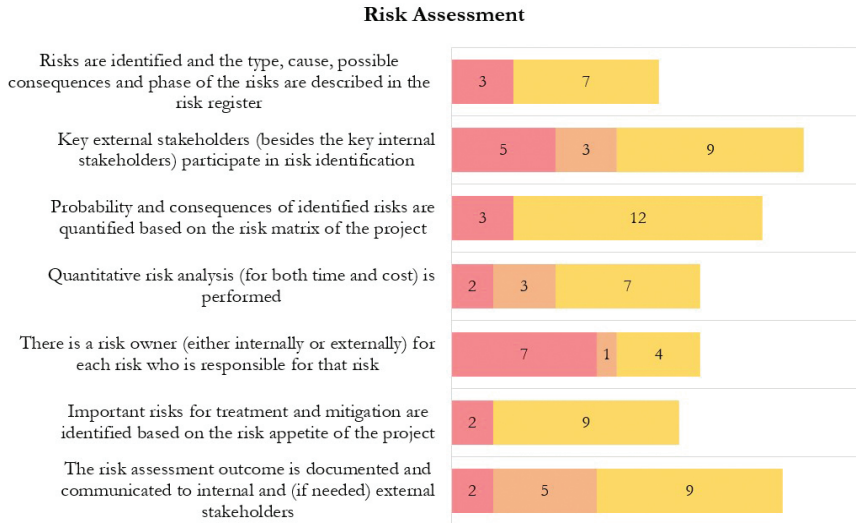 Risk Assessment
Risks are identified and the type, cause, possible
consequences and phase of the risks are described in the
risk register
3 7
Key external stakeholders (besides the key internal
stakeholders) participate in risk identification
5 3 9
Probability and consequences of identified risks are
quantified based on the risk matrix of the project
3 12
Quantitative risk analysis (for both time and cost) is
performed
2 3 7
There is a risk owner (either internally or externally) for
each risk who is responsible for that risk
7 1 4
Important risks for treatment and mitigation are
identified based on the risk appetite of the project
2 9
The risk assessment outcome is documented and
communicated to internal and (if needed) external
stakeholders
2 5 9